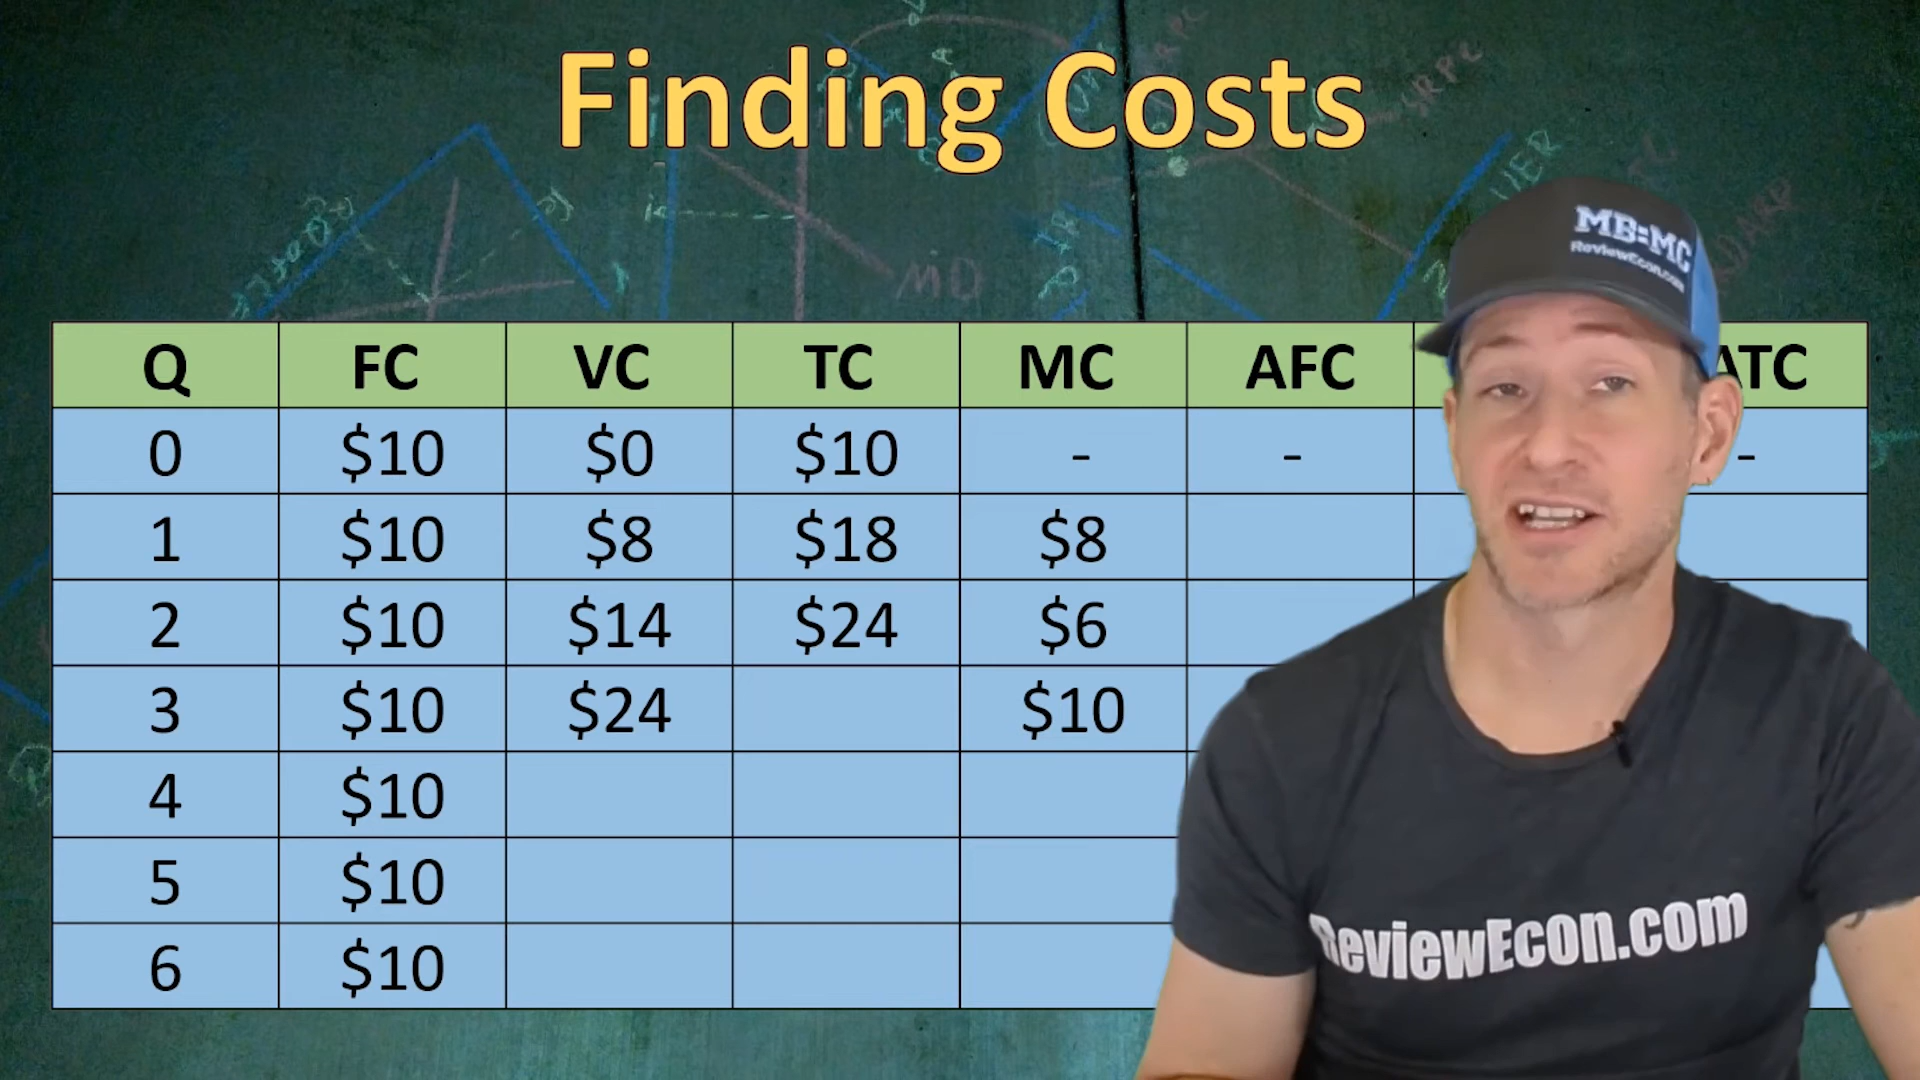 Finding Costs
MB=MC
ReviewEcon.com
Q FC VC TC MC AFC ATC
0 $10 $0 $10 - - -
1 $10 $8 $18 $8
2 $10 $14 $24 $6
3 $10 $24 $10
4 $10
5 $10
6 $10
ReviewEcon.com
MD